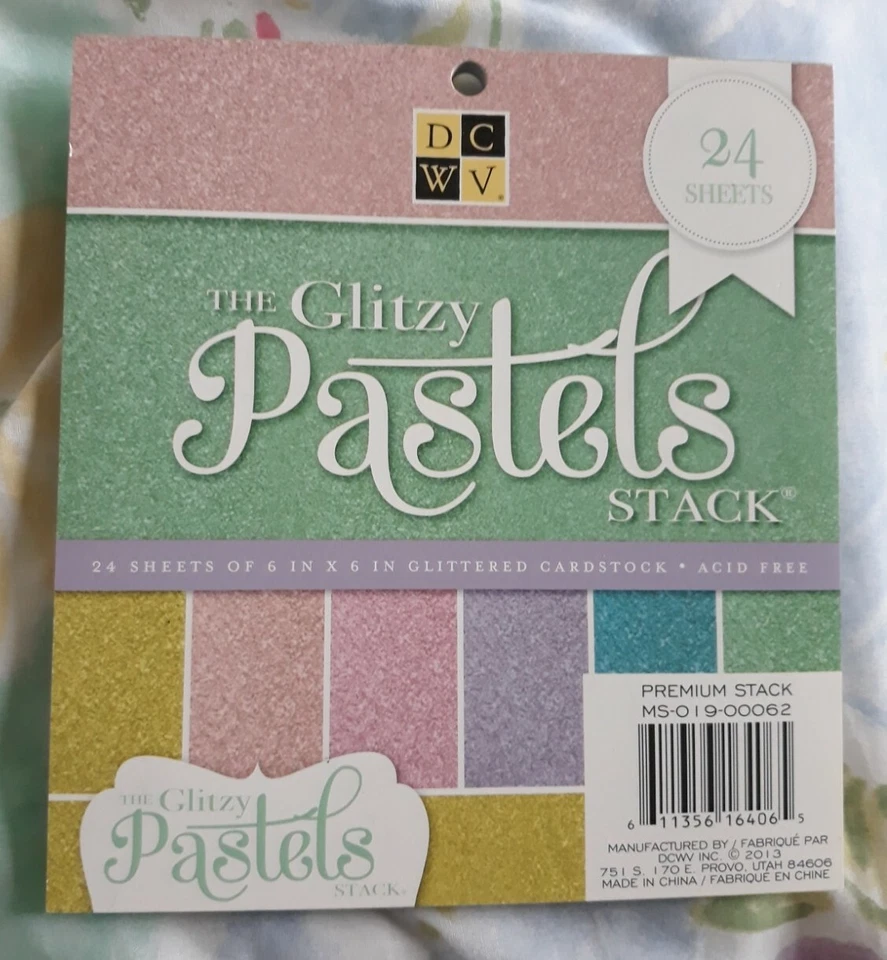 D C
W V
24
SHEETS
THE Glitzy
Pastels
STACK®
24 SHEETS OF 6 IN X 6 IN GLITTERED CARDSTOCK • ACID FREE
PREMIUM STACK
MS-019-00062
6 11356 16406 5
MANUFACTURED BY / FABRIQUÉ PAR
DCWV INC. © 2013
751 S. 170 E. PROVO, UTAH 84606
MADE IN CHINA / FABRIQUÉ EN CHINE
THE Glitzy
Pastels
STACK®